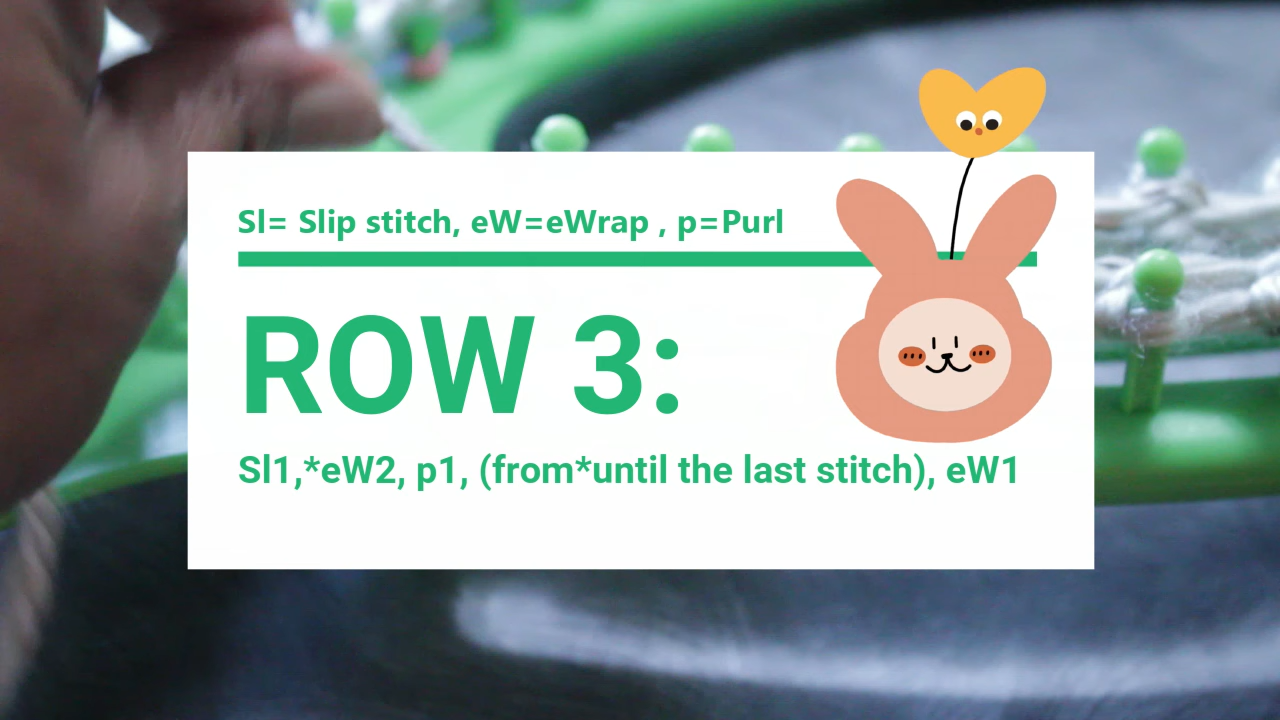 Sl= Slip stitch, eW=eWrap , p=Purl
ROW 3:
Sl1,*eW2, p1, (from*until the last stitch), eW1